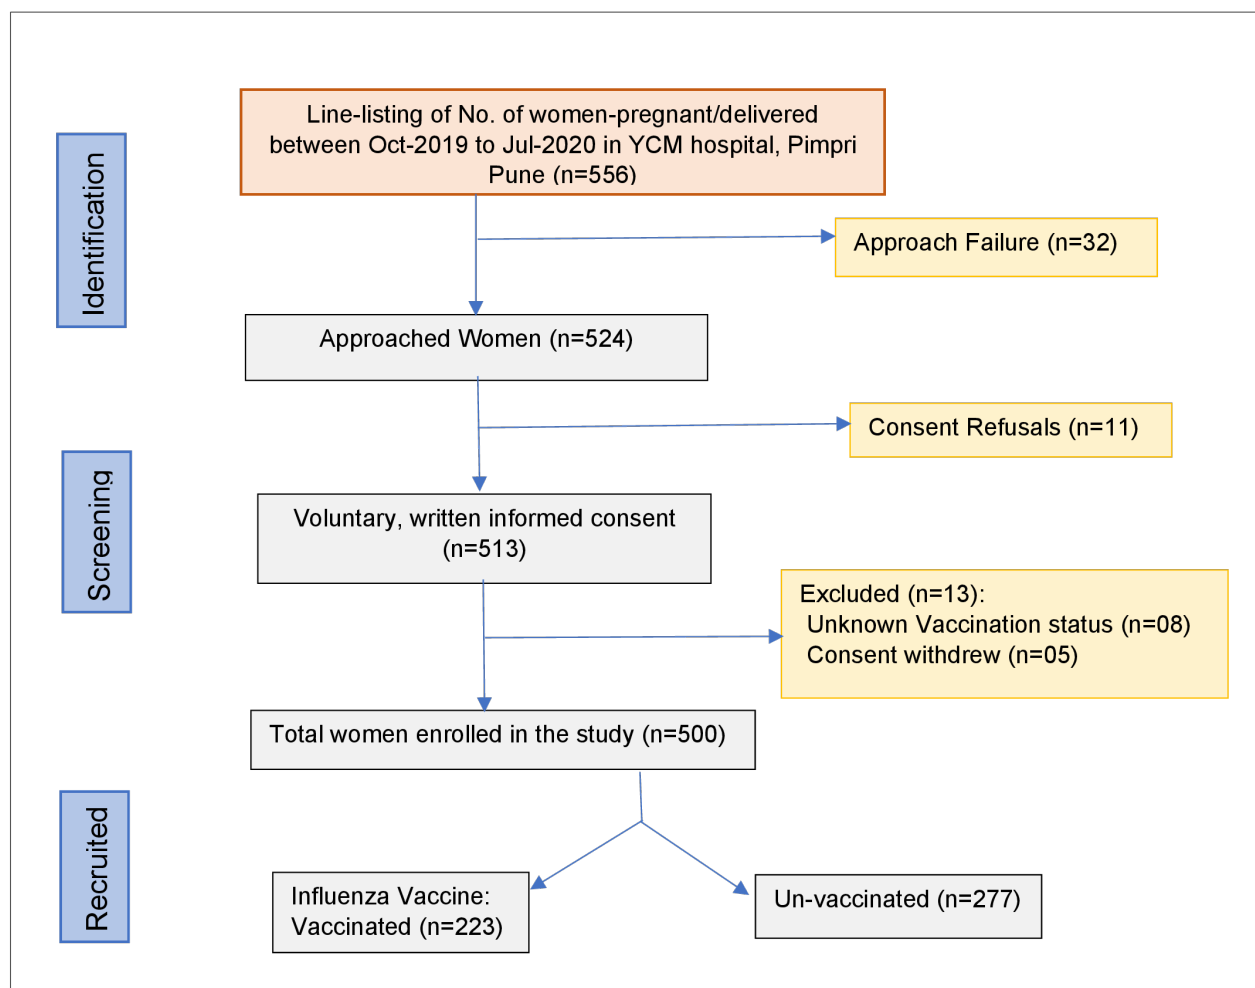 Identification
Line-listing of No. of women-pregnant/delivered
between Oct-2019 to Jul-2020 in YCM hospital, Pimpri
Pune (n=556)
Approach Failure (n=32)
Approached Women (n=524)
Consent Refusals (n=11)
Screening
Voluntary, written informed consent
(n=513)
Excluded (n=13):
Unknown Vaccination status (n=08)
Consent withdrew (n=05)
Total women enrolled in the study (n=500)
Recruited
Influenza Vaccine:
Vaccinated (n=223)
Un-vaccinated (n=277)